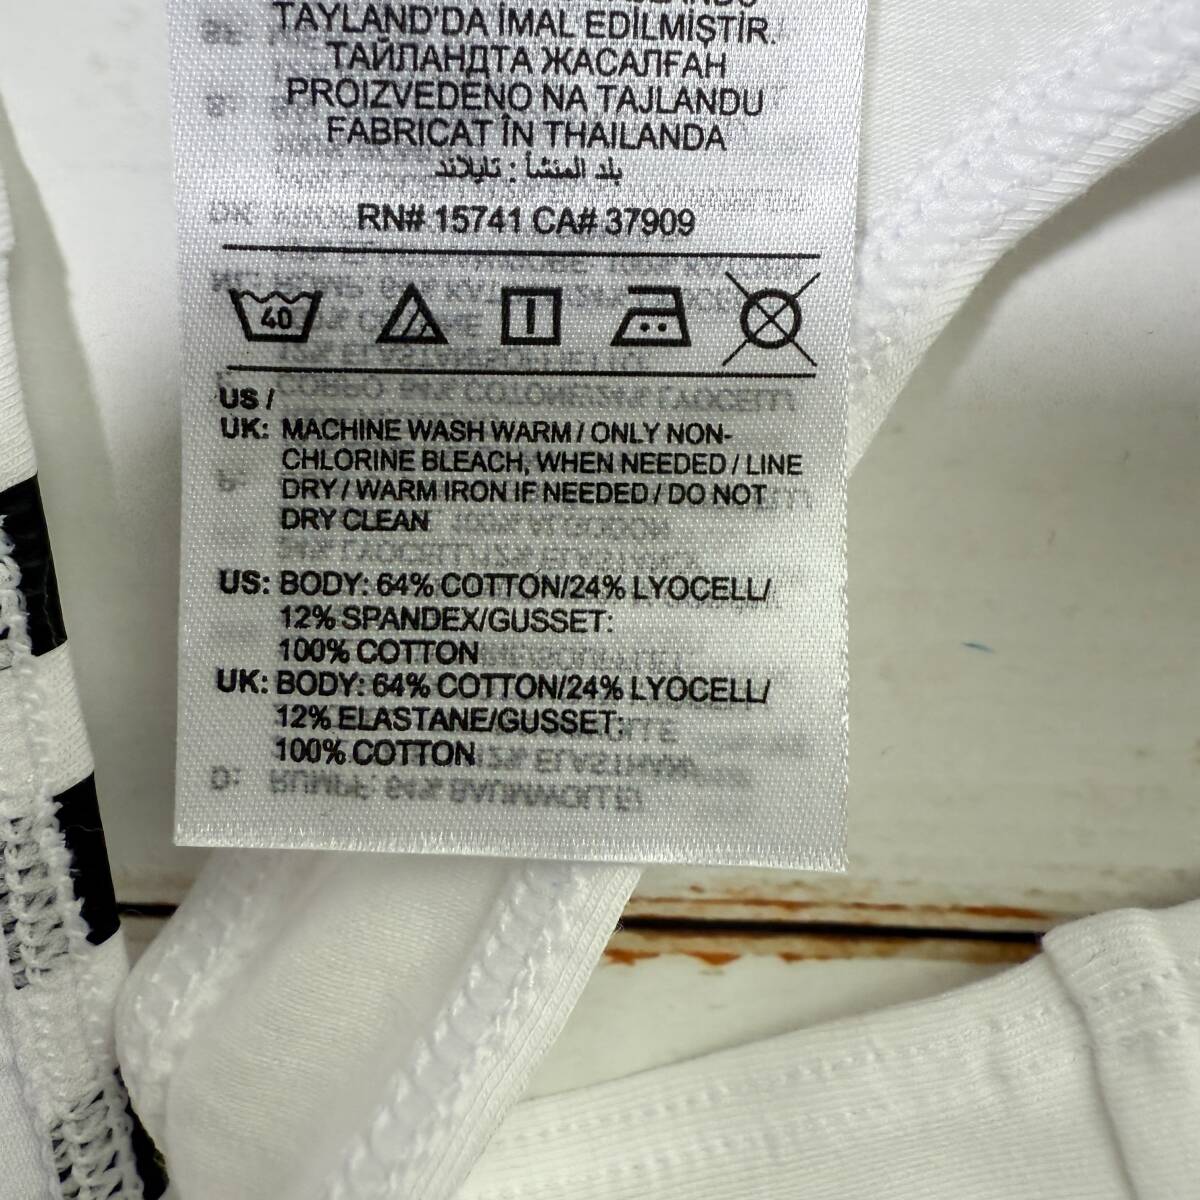 TAYLAND'DA İMAL EDİLMİŞTİR.
ТАЙЛАНДТА ЖАСАЛҒАН
PROIZVEDENO NA TAJLANDU
FABRICAT ÎN THAILANDA
بلد المنشأ : تايلاند
RN# 15741 CA# 37909
40
US /
UK: MACHINE WASH WARM / ONLY NON-
CHLORINE BLEACH, WHEN NEEDED / LINE
DRY / WARM IRON IF NEEDED / DO NOT
DRY CLEAN
US: BODY: 64% COTTON/24% LYOCELL/
12% SPANDEX/GUSSET:
100% COTTON
UK: BODY: 64% COTTON/24% LYOCELL/
12% ELASTANE/GUSSET:
100% COTTON